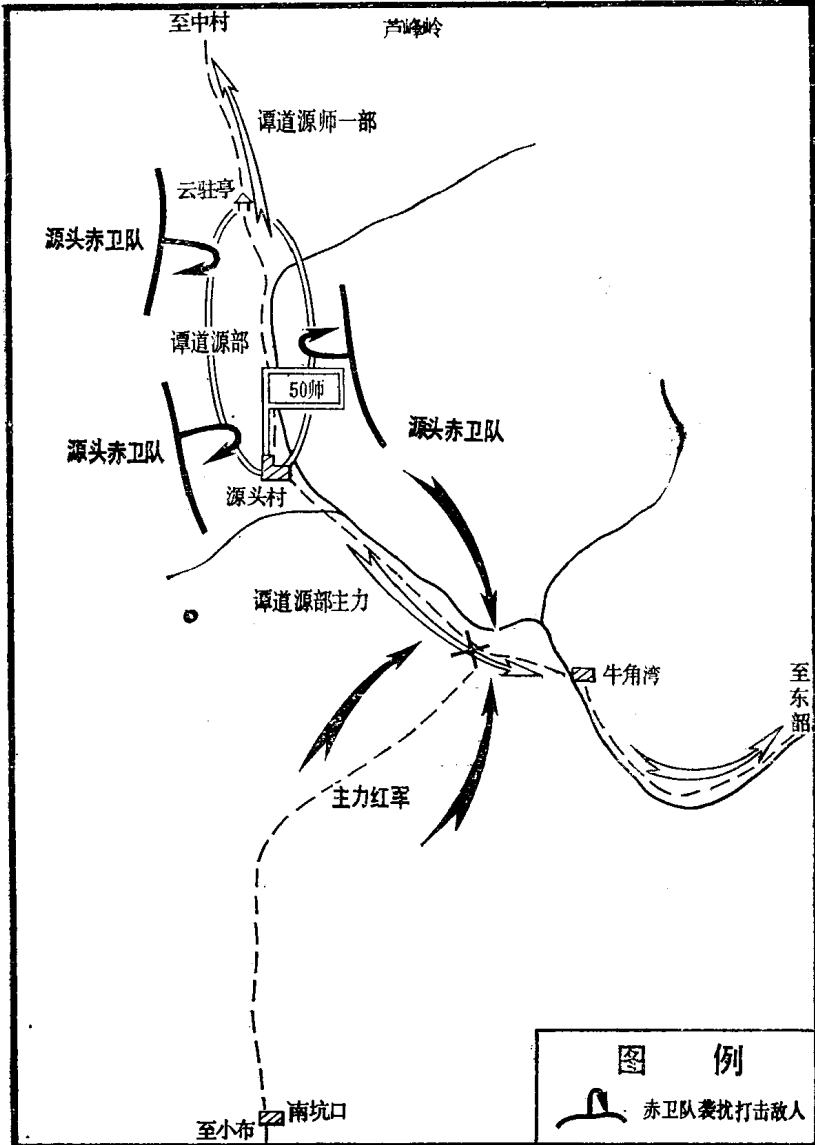 至中村
芦峰岭
谭道源师一部
云驻亭
源头赤卫队
谭道源部
50师
源头赤卫队
源头赤卫队
源头村
谭道源部主力
牛角湾
至东韶
主力红军
南坑口
至小布
图 例
赤卫队袭扰打击敌人